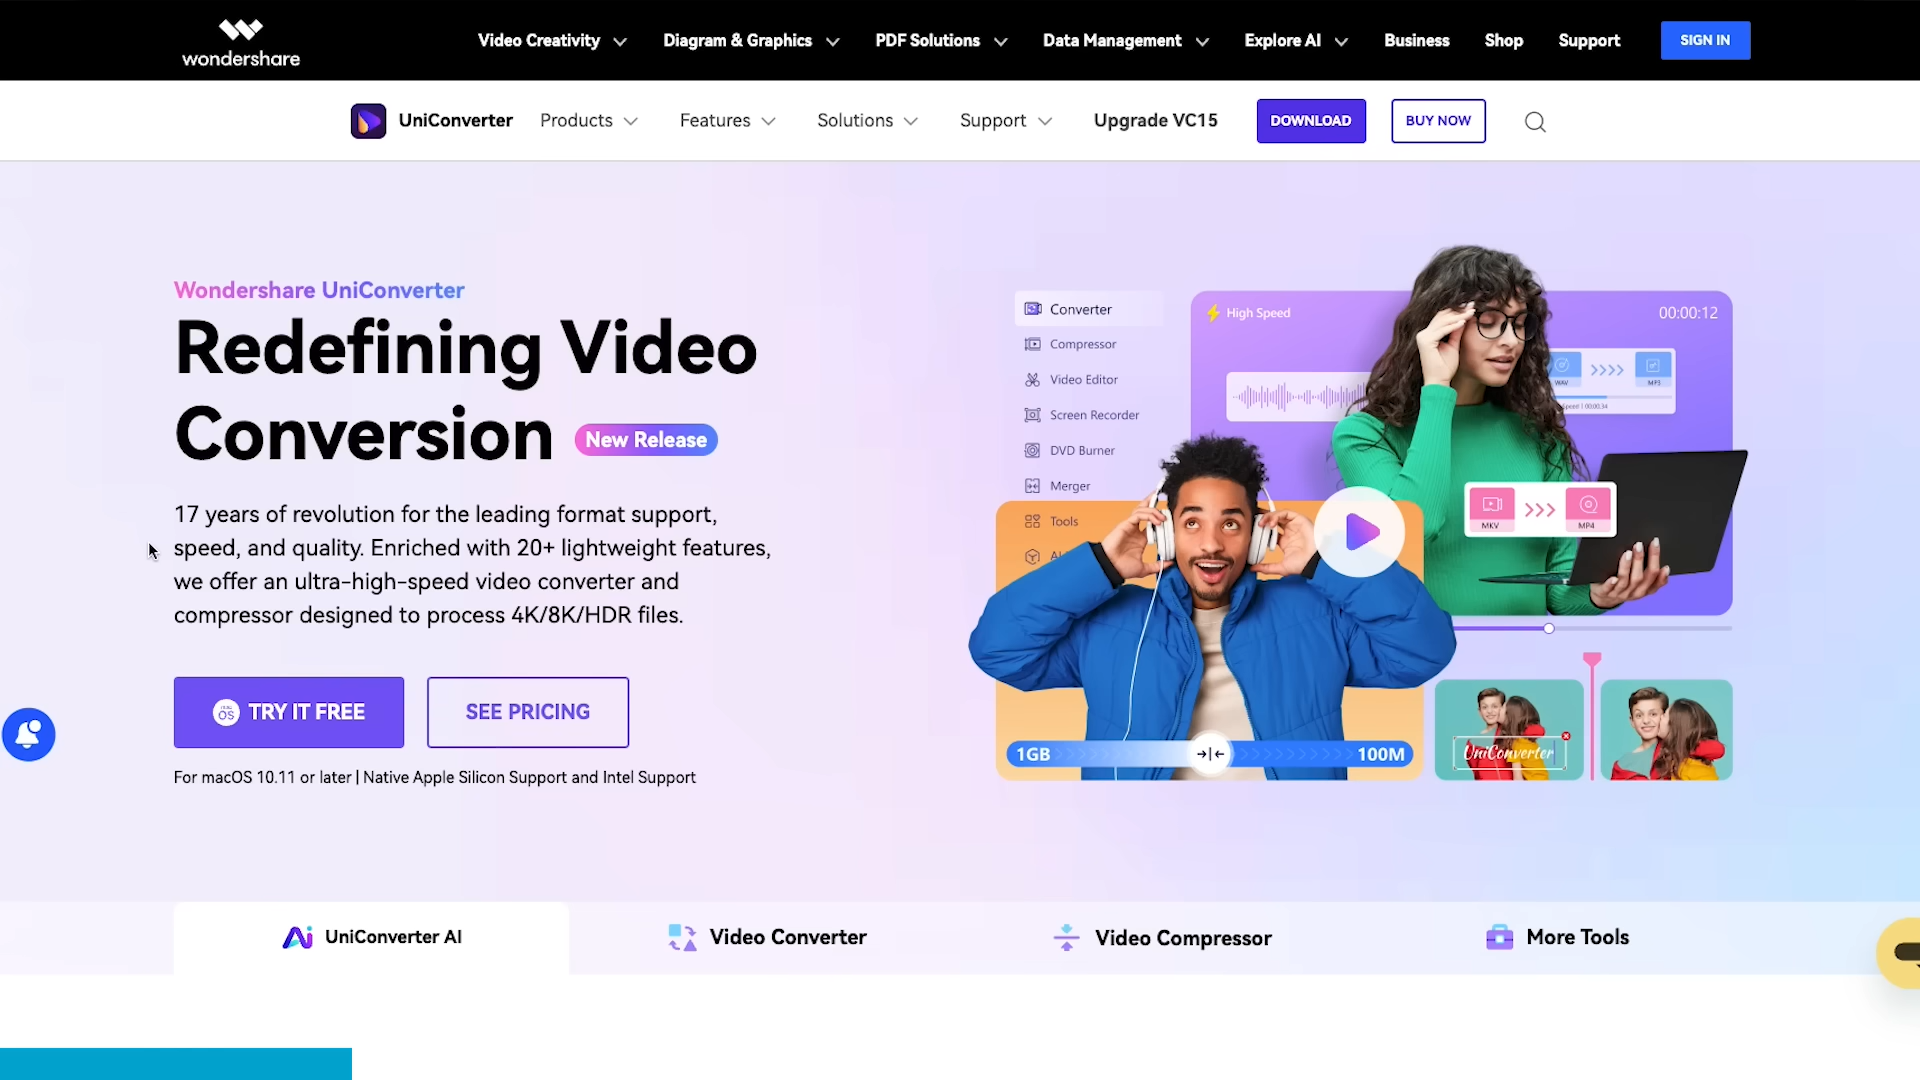 wondershare
Video Creativity
Diagram & Graphics
PDF Solutions
Data Management
Explore AI
Business
Shop
Support
SIGN IN
UniConverter
Products
Features
Solutions
Support
Upgrade VC15
DOWNLOAD
BUY NOW
Wondershare UniConverter
Redefining Video
Conversion
New Release
17 years of revolution for the leading format support,
speed, and quality. Enriched with 20+ lightweight features,
we offer an ultra-high-speed video converter and
compressor designed to process 4K/8K/HDR files.
TRY IT FREE
SEE PRICING
For macOS 10.11 or later | Native Apple Silicon Support and Intel Support
Converter
Compressor
Video Editor
Screen Recorder
DVD Burner
Merger
Tools
High Speed
00:00:12
WAV
MP3
MKV
MP4
1GB
100M
UniConverter
UniConverter AI
Video Converter
Video Compressor
More Tools